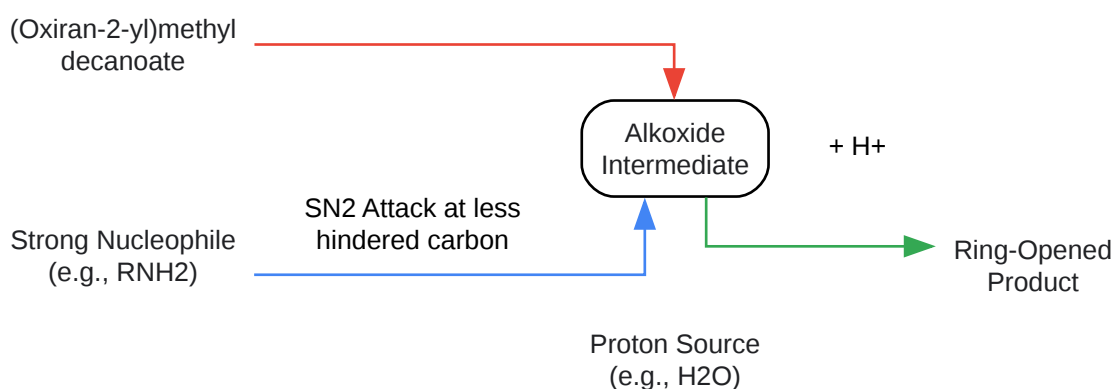 (Oxiran-2-yl)methyl
decanoate
Alkoxide
Intermediate
+ H+
SN2 Attack at less
hindered carbon
Strong Nucleophile
(e.g., RNH2)
Ring-Opened
Product
Proton Source
(e.g., H2O)